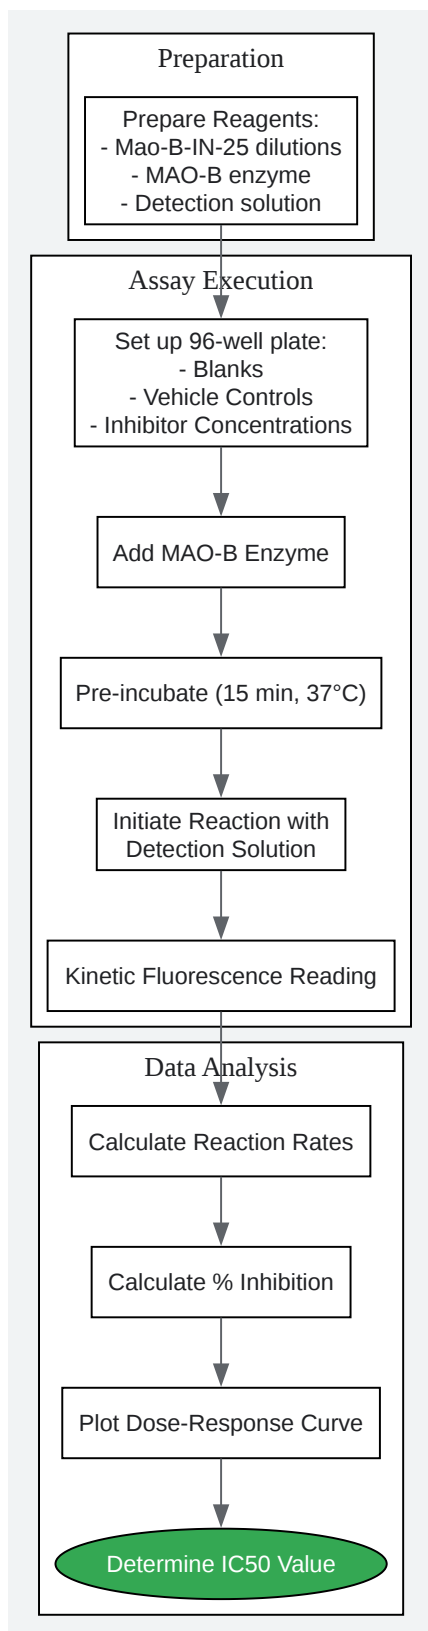 Preparation
Prepare Reagents:
- Mao-B-IN-25 dilutions
- MAO-B enzyme
- Detection solution
Assay Execution
Set up 96-well plate:
- Blanks
- Vehicle Controls
- Inhibitor Concentrations
Add MAO-B Enzyme
Pre-incubate (15 min, 37°C)
Initiate Reaction with
Detection Solution
Kinetic Fluorescence Reading
Data Analysis
Calculate Reaction Rates
Calculate % Inhibition
Plot Dose-Response Curve
Determine IC50 Value